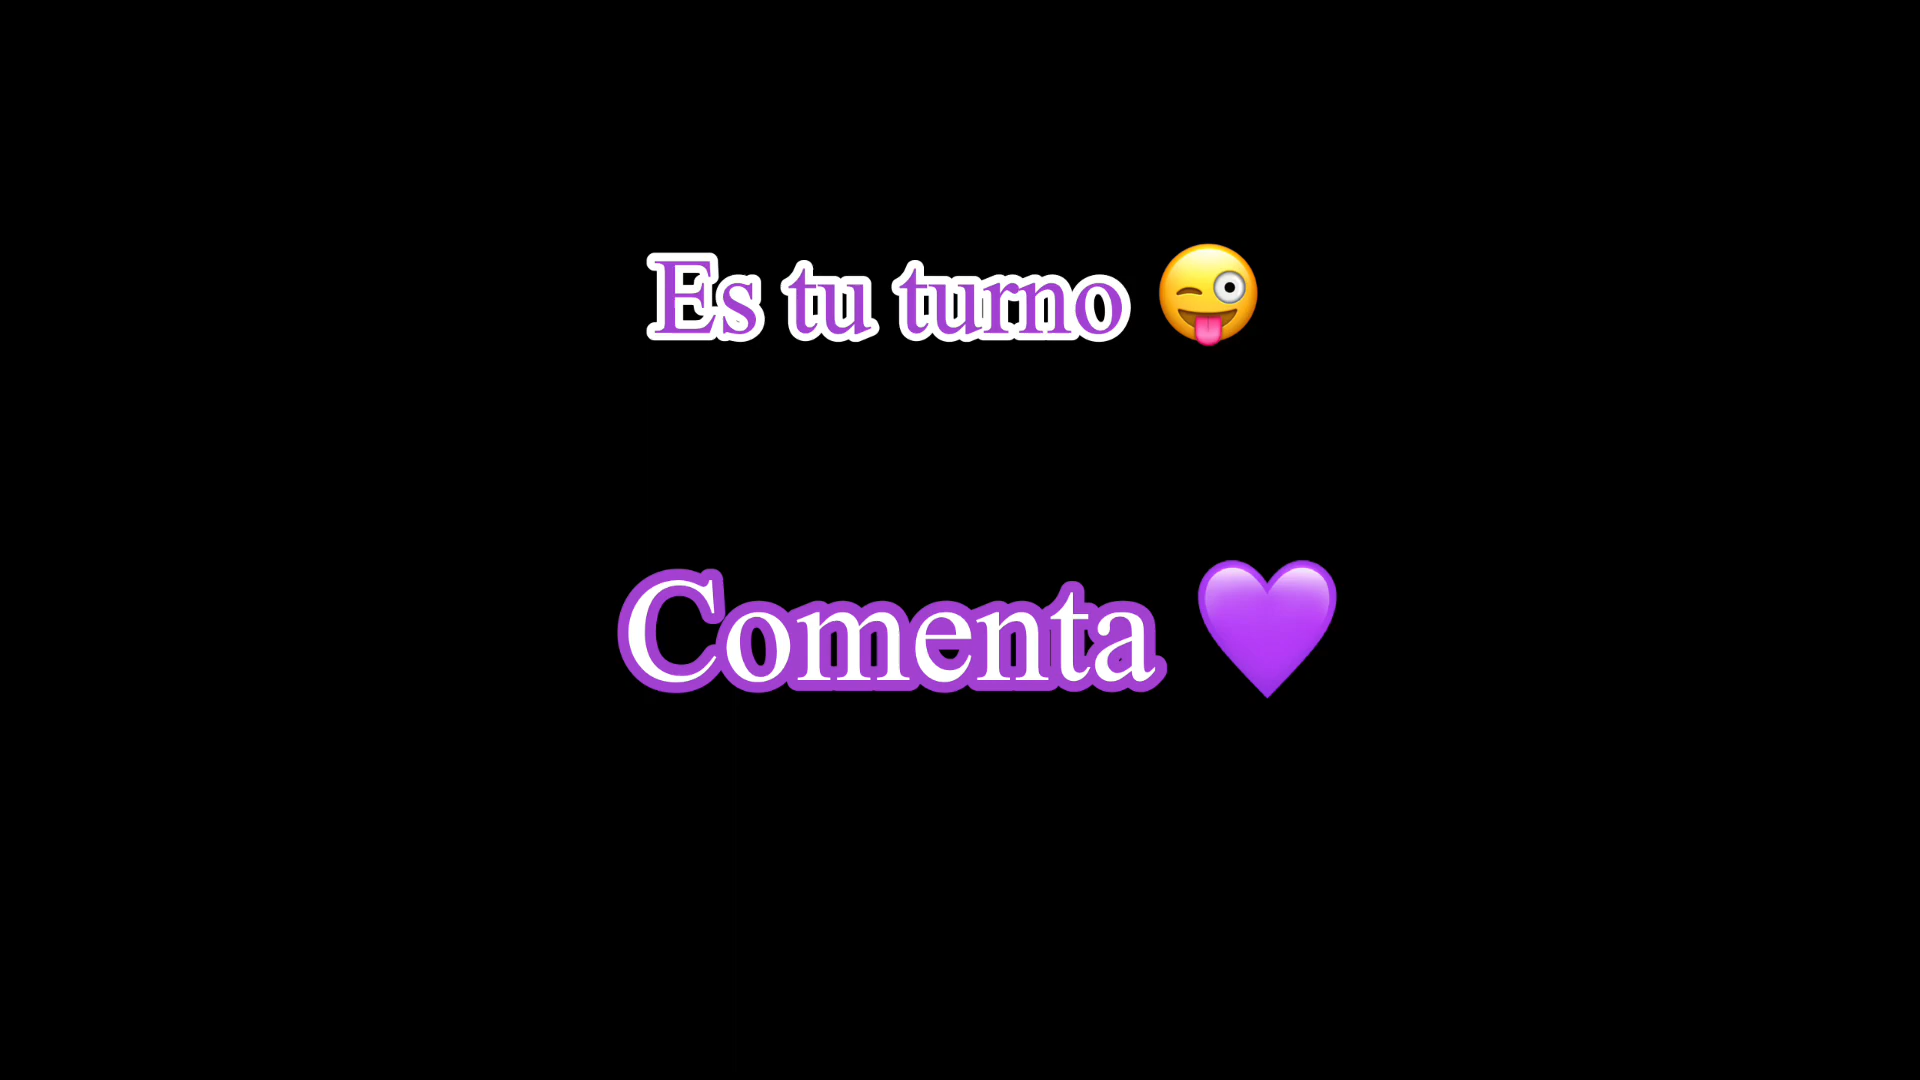 Es tu turno 😜
Comenta 💜